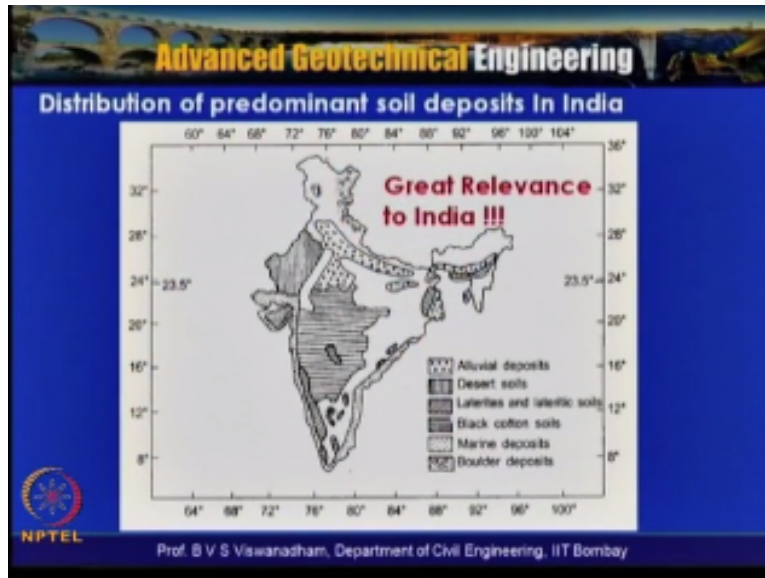 Advanced Geotechnical Engineering
Distribution of predominant soil deposits In India
60° 64° 68° 72° 76° 80° 84° 88° 92° 96° 100° 104°
36°
32° 32°
Great Relevance
to India !!!
28° 28°
24° 23.5° 23.5° 24°
20° 20°
16° 16°
12° 12°
8° 8°
Alluvial deposits
Desert soils
Laterites and lateritic soils
Black cotton soils
Marine deposits
Boulder deposits
64° 68° 72° 76° 80° 84° 88° 92° 96° 100°
NPTEL
Prof. B V S Viswanadham, Department of Civil Engineering, IIT Bombay